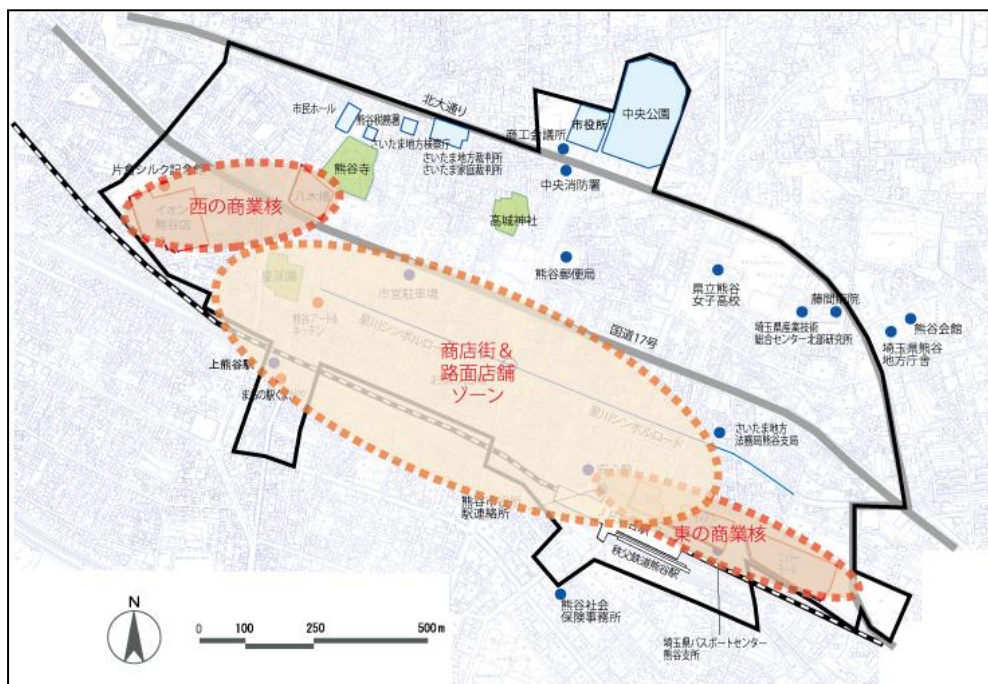 北大通り
市民ホール
熊谷税務署
さいたま地方検察庁
さいたま地方裁判所
さいたま家庭裁判所
商工会議所
市役所
中央公園
中央消防署
片倉シルク記念館
熊谷寺
八木橋
西の商業核
イオン
熊谷店
高城神社
熊谷郵便局
県立熊谷
女子高校
藤間病院
埼玉県産業技術
総合センター北部研究所
熊谷会館
埼玉県熊谷
地方庁舎
星渓園
市営駐車場
熊谷アート&
キッチン
星川シンボルロード
国道17号
商店街&
路面店舗
ゾーン
上熊谷駅
星川シンボルロード
さいたま地方
法務局熊谷支局
駅連絡所
東の商業核
秩父鉄道熊谷駅
熊谷社会
保険事務所
埼玉県パスポートセンター
熊谷支所
N
0 100 250 500m